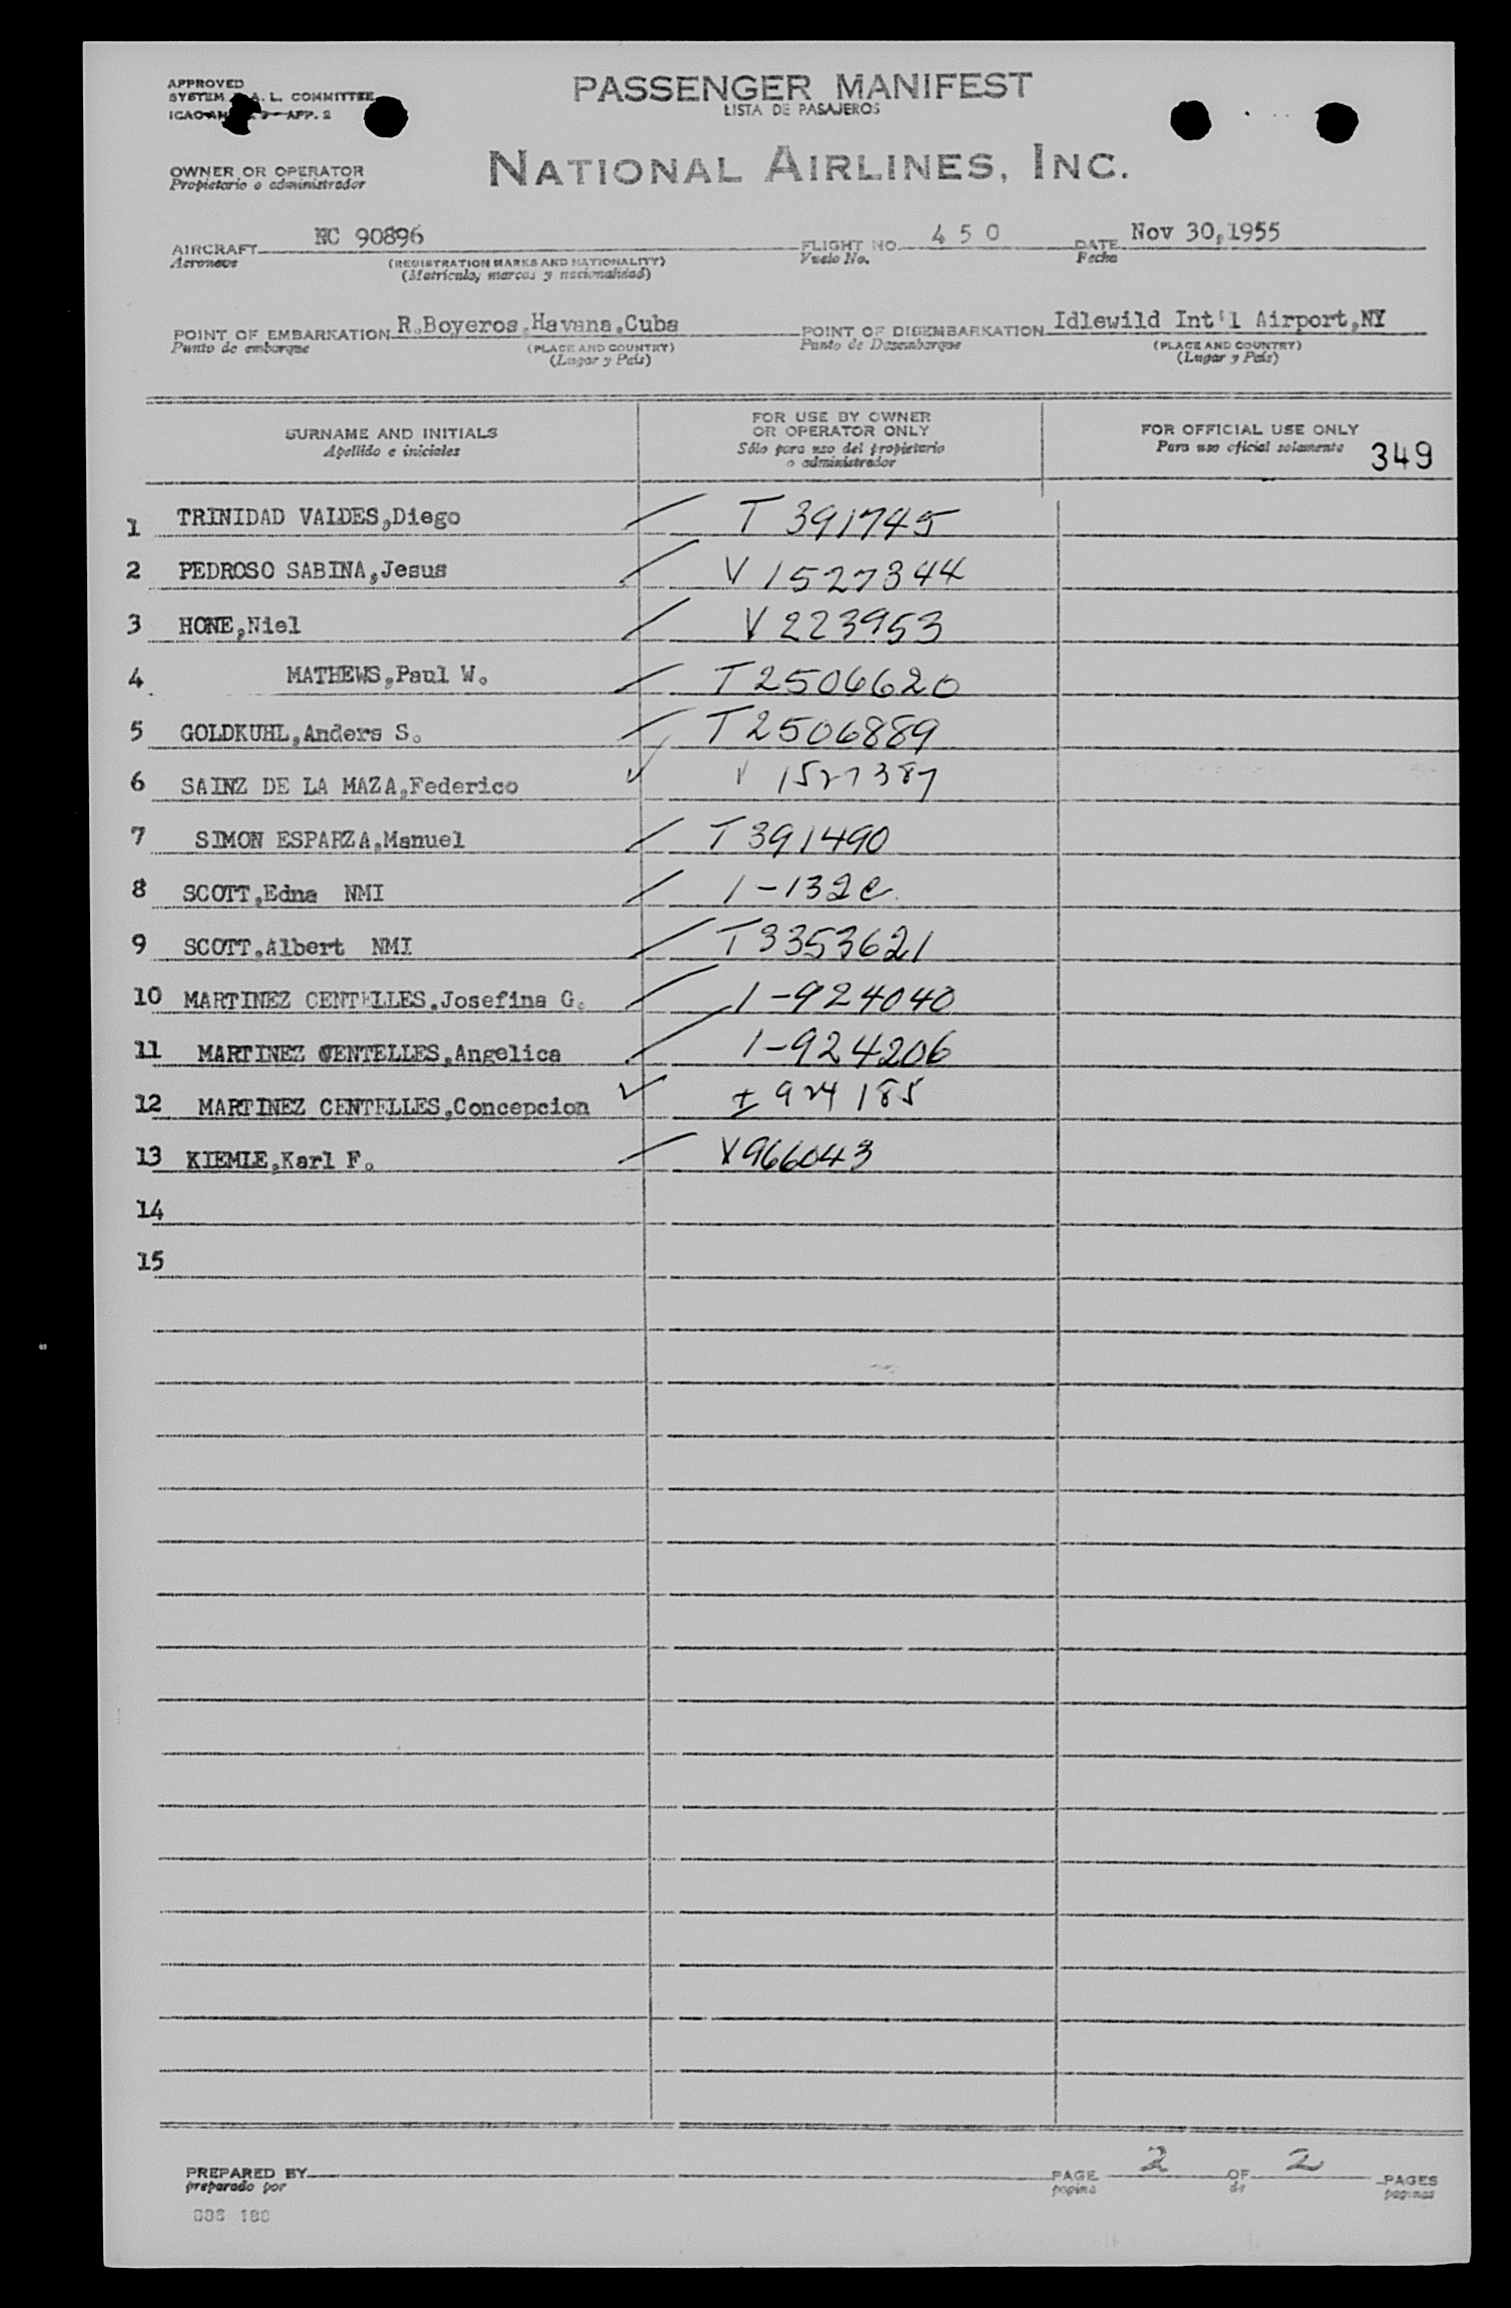 APPROVED
PASSENGER MANIFEST
SYSTEM A. L. COMMITTEE
LISTA DE PASAJEROS
ICAO APP. 2
OWNER OR OPERATOR
Propietario o administrador
NATIONAL AIRLINES, INC.
AIRCRAFT NC 90896 FLIGHT NO. 450 DATE Nov 30,1955
Aeronave (REGISTRATION MARKS AND NATIONALITY) Vuelo No. Fecha
(Matrícula, marcas y nacionalidad)
POINT OF EMBARKATION R.Boyeros,Havana,Cuba POINT OF DISEMBARKATION Idlewild Int'l Airport,NY
Punto de embarque (PLACE AND COUNTRY) Punto de Desembarque (PLACE AND COUNTRY)
(Lugar y País) (Lugar y País)
SURNAME AND INITIALS
Apellido e iniciales
FOR USE BY OWNER
OR OPERATOR ONLY
Sólo para uso del propietario
o administrador
FOR OFFICIAL USE ONLY
Para uso oficial solamente 349
1 TRINIDAD VALDES,Diego T 391745
2 PEDROSO SABINA,Jesus V 1527344
3 HONE,Niel V 223953
4 MATHEWS,Paul W. T2506620
5 GOLDKUHL,Anders S. T2506889
6 SAINZ DE LA MAZA,Federico V 1527387
7 SIMON ESPARZA,Manuel T 391490
8 SCOTT,Edna NMI 1-132c
9 SCOTT,Albert NMI T3353621
10 MARTINEZ CENTELLES,Josefina G. 1-924040
11 MARTINEZ CENTELLES,Angelica 1-924206
12 MARTINEZ CENTELLES,Concepcion I 924185
13 KIEMLE,Karl F. V966043
14
15
PREPARED BY PAGE 2 OF 2 PAGES
preparado por pagina de paginas